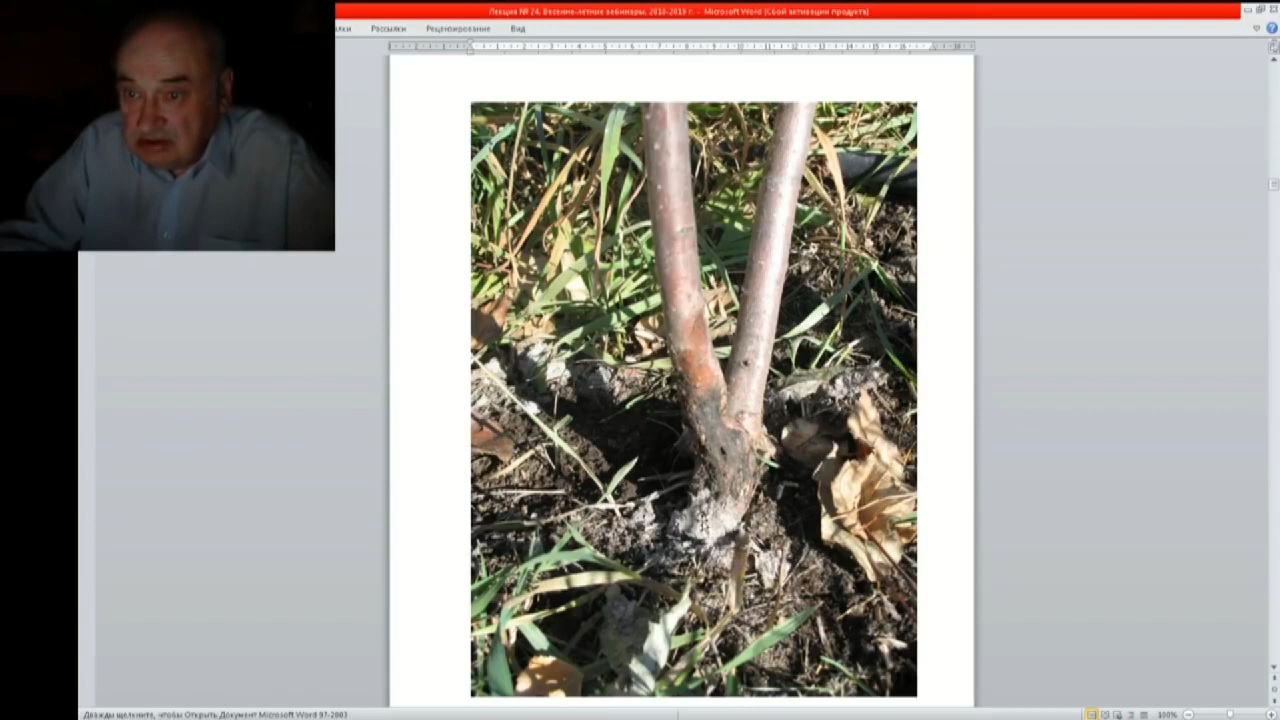 Лекция № 24. Весенне-летние вебинары, 2018-2019 г. - Microsoft Word (Сбой активации продукта)
Рассылки Рецензирование Вид
Дважды щелкните, чтобы Открыть Документ Microsoft Word 97-2003
100%